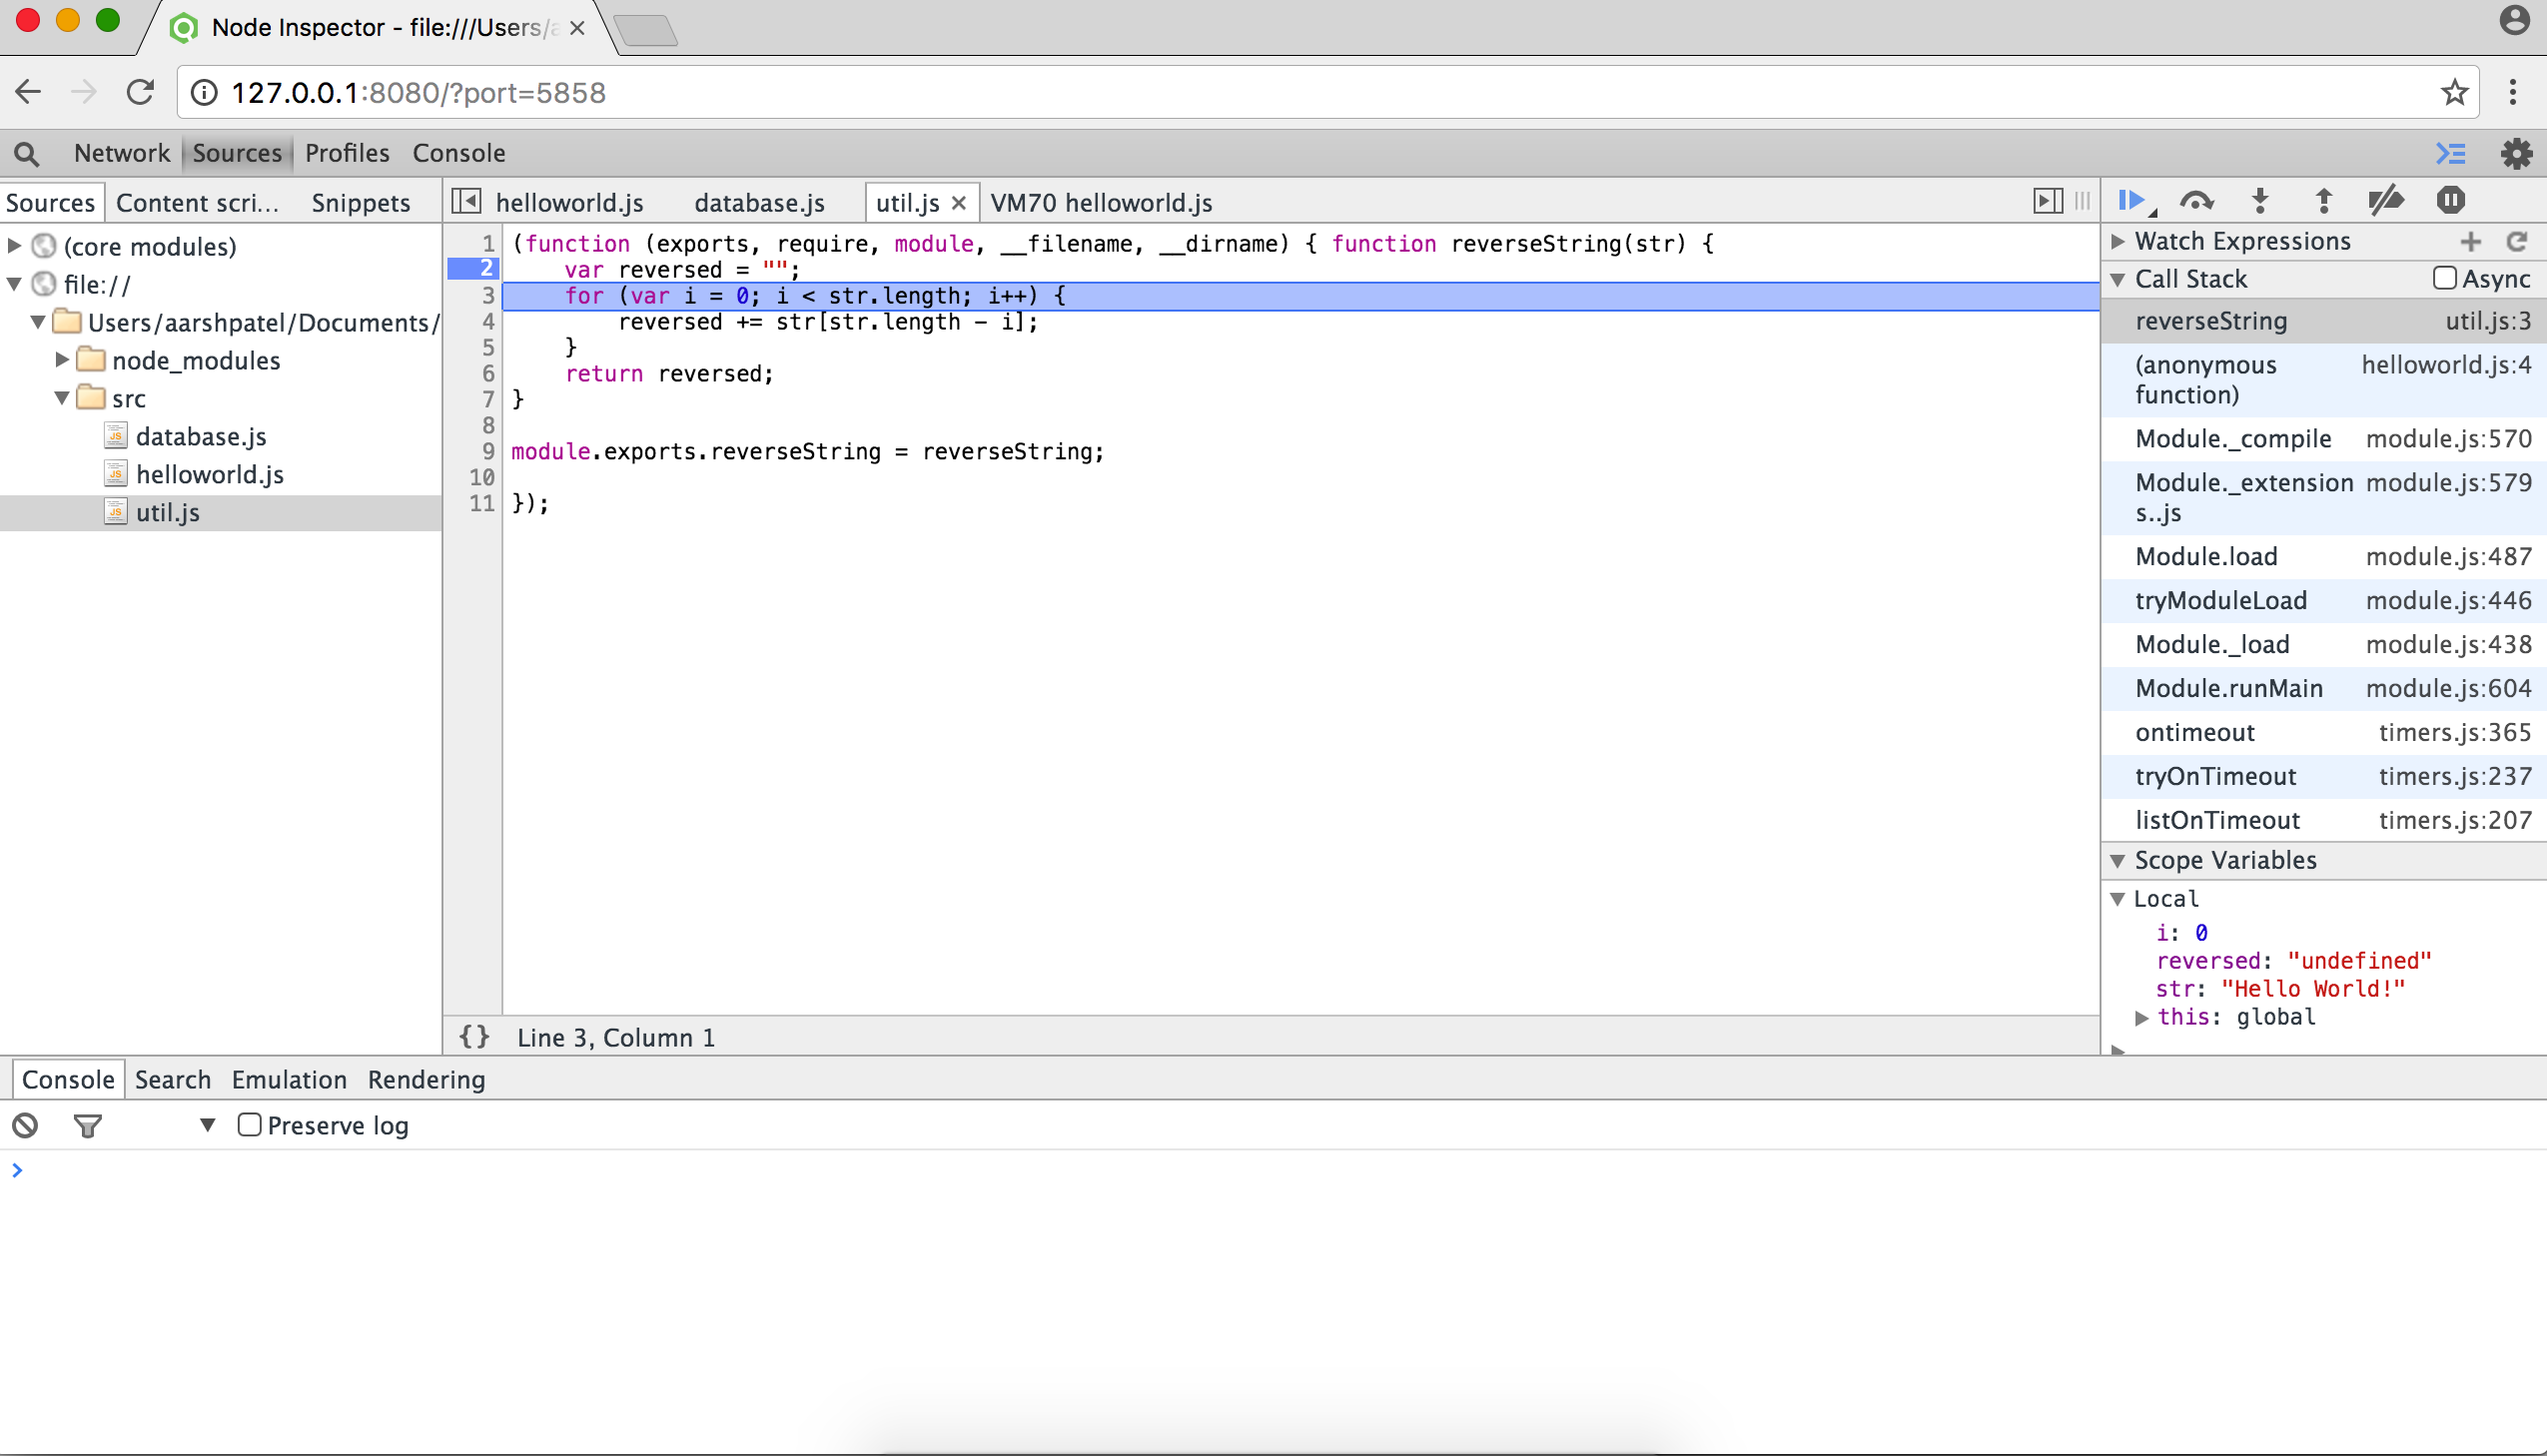 Node Inspector - file:///Users/a
127.0.0.1:8080/?port=5858
Network Sources Profiles Console
Sources Content scri... Snippets
(core modules)
file://
Users/aarshpatel/Documents/
node_modules
src
database.js
helloworld.js
util.js
helloworld.js database.js util.js VM70 helloworld.js
1 (function (exports, require, module, __filename, __dirname) { function reverseString(str) {
2 var reversed = "";
3 for (var i = 0; i < str.length; i++) {
4 reversed += str[str.length - i];
5 }
6 return reversed;
7 }
8
9 module.exports.reverseString = reverseString;
10
11 });
{} Line 3, Column 1
Watch Expressions
Call Stack Async
reverseString util.js:3
(anonymous helloworld.js:4
function)
Module._compile module.js:570
Module._extension module.js:579
s..js
Module.load module.js:487
tryModuleLoad module.js:446
Module._load module.js:438
Module.runMain module.js:604
ontimeout timers.js:365
tryOnTimeout timers.js:237
listOnTimeout timers.js:207
Scope Variables
Local
i: 0
reversed: "undefined"
str: "Hello World!"
this: global
Console Search Emulation Rendering
Preserve log